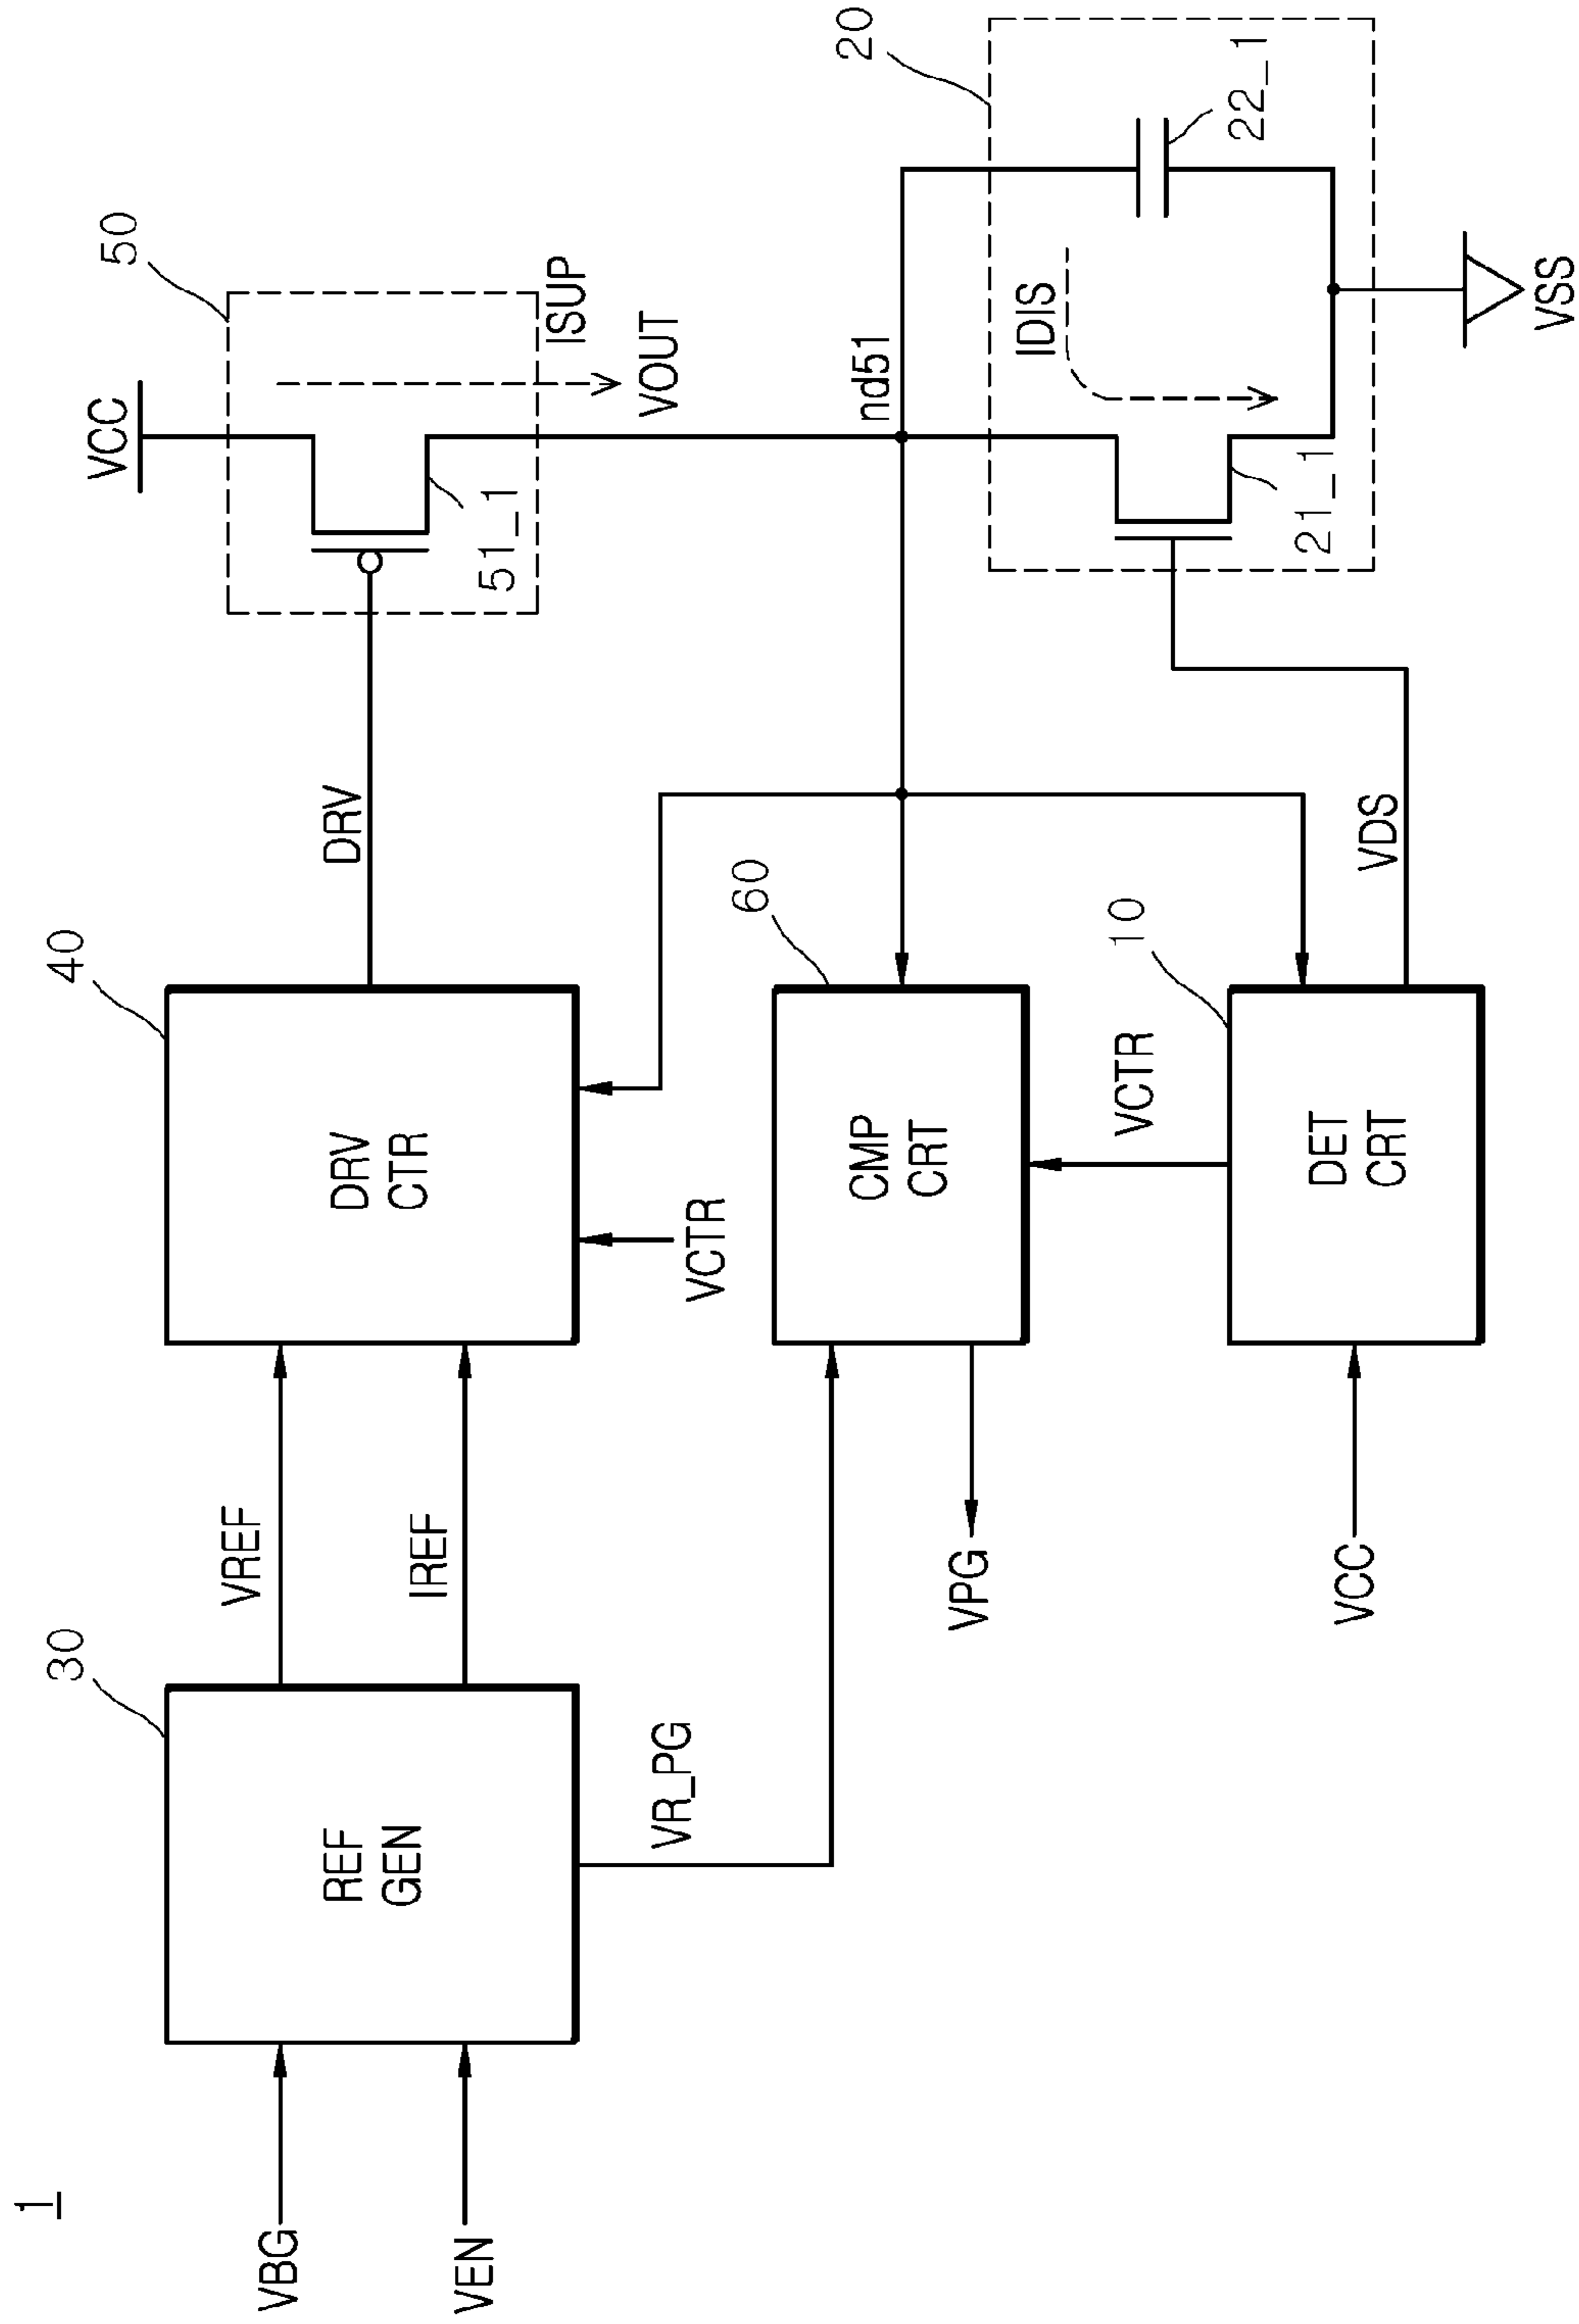 1
VBG
VEN
30
REF
GEN
VREF
IREF
VR_PG
40
DRV
CTR
VCTR
DRV
50
VCC
51_1
ISUP
VOUT
60
CMP
CRT
VPG
nd51
VCTR
10
DET
CRT
VCC
VDS
20
IDIS
21_1
22_1
VSS